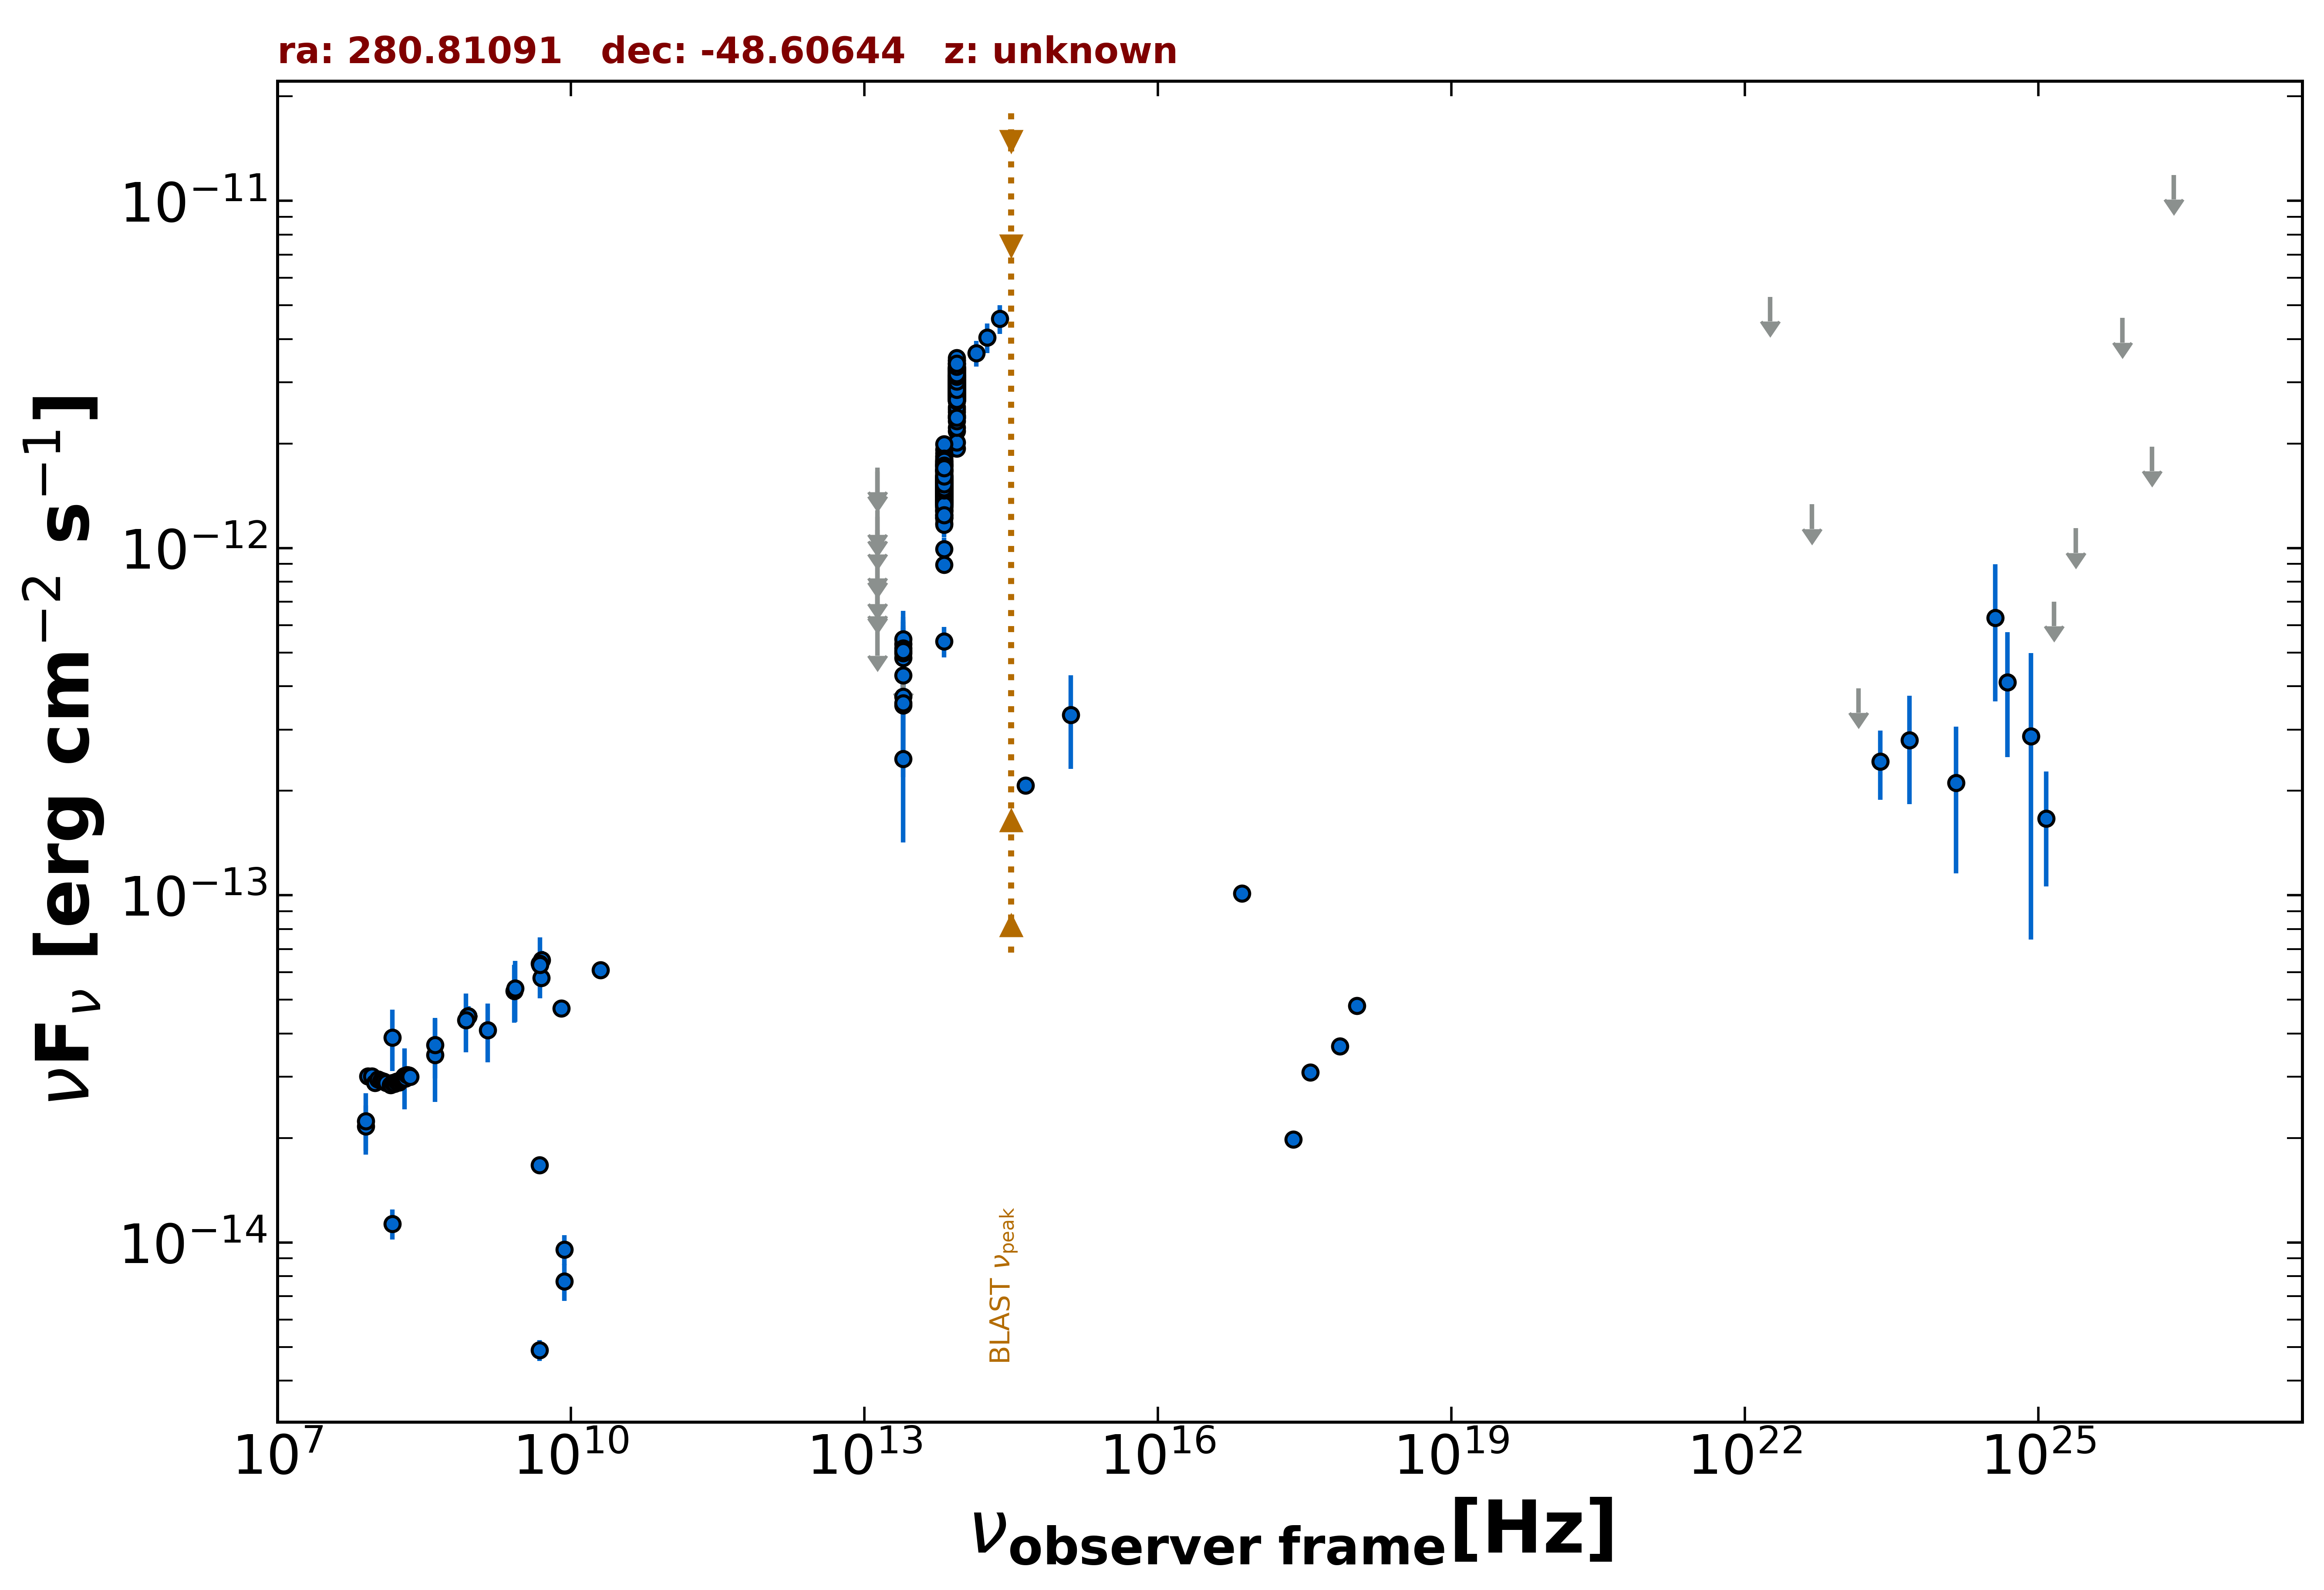 ra: 280.81091 dec: -48.60644 z: unknown
10⁻¹¹
10⁻¹²
10⁻¹³
10⁻¹⁴
νFν [erg cm⁻² s⁻¹]
BLAST νpeak
10⁷ 10¹⁰ 10¹³ 10¹⁶ 10¹⁹ 10²² 10²⁵
νobserver frame[Hz]